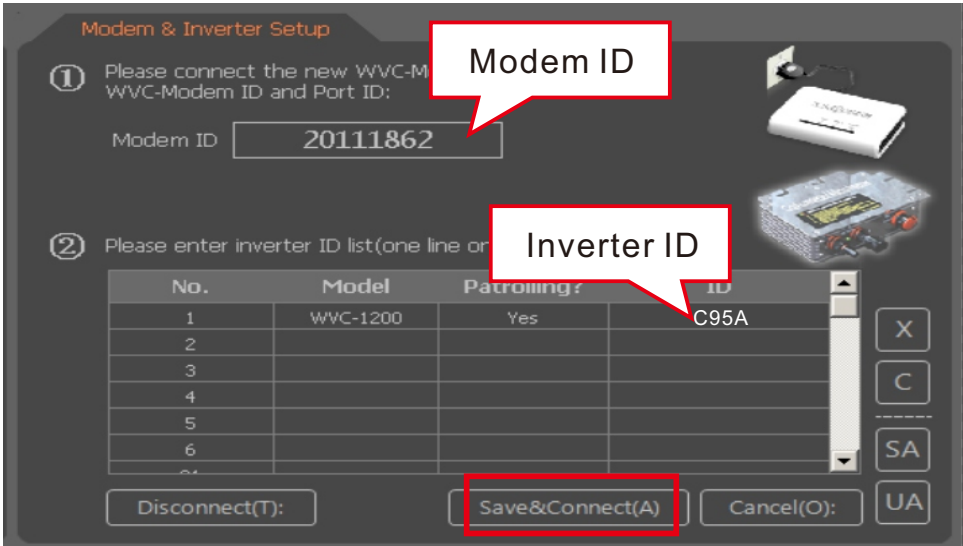 Modem & Inverter Setup
① Please connect the new WVC-M
WVC-Modem ID and Port ID:
Modem ID
Modem ID 20111862
② Please enter inverter ID list(one line or
Inverter ID
No. Model Patrolling? ID
1 WVC-1200 Yes C95A
2
3
4
5
6
X
C
SA
UA
Disconnect(T): Save&Connect(A) Cancel(O):